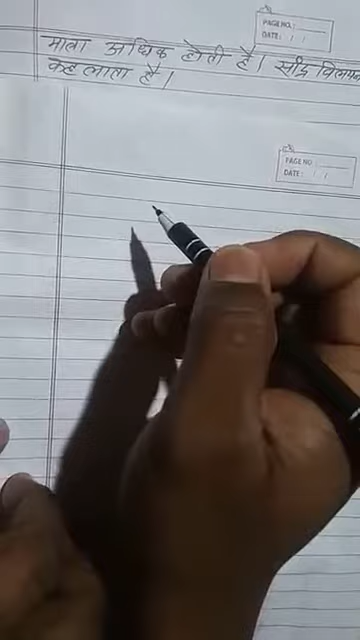 PAGE NO.:
DATE: / /
मात्रा अधिक होती है। सांद्र विलयन
कहलाता है।
PAGE NO:
DATE: / /